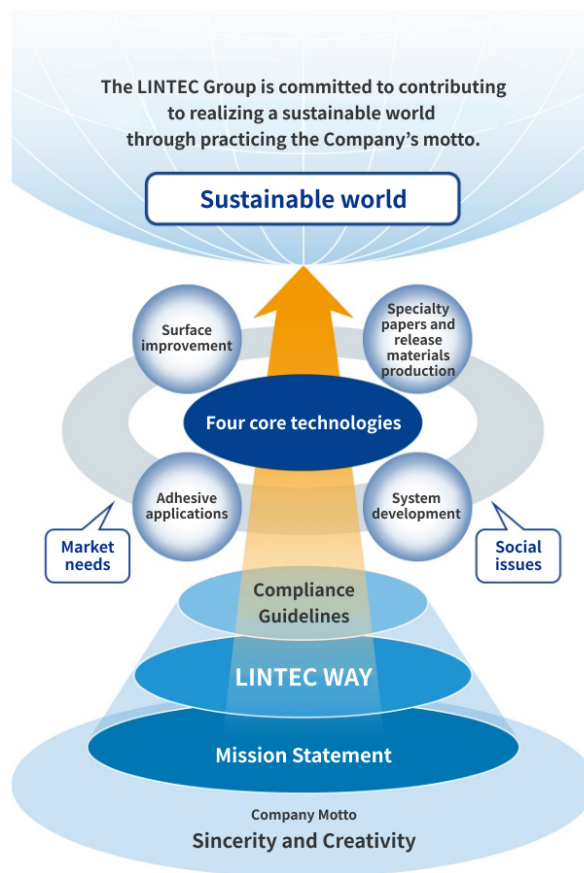 The LINTEC Group is committed to contributing
to realizing a sustainable world
through practicing the Company's motto.
Sustainable world
Surface
improvement
Specialty
papers and
release
materials
production
Four core technologies
Adhesive
applications
System
development
Market
needs
Social
issues
Compliance
Guidelines
LINTEC WAY
Mission Statement
Company Motto
Sincerity and Creativity